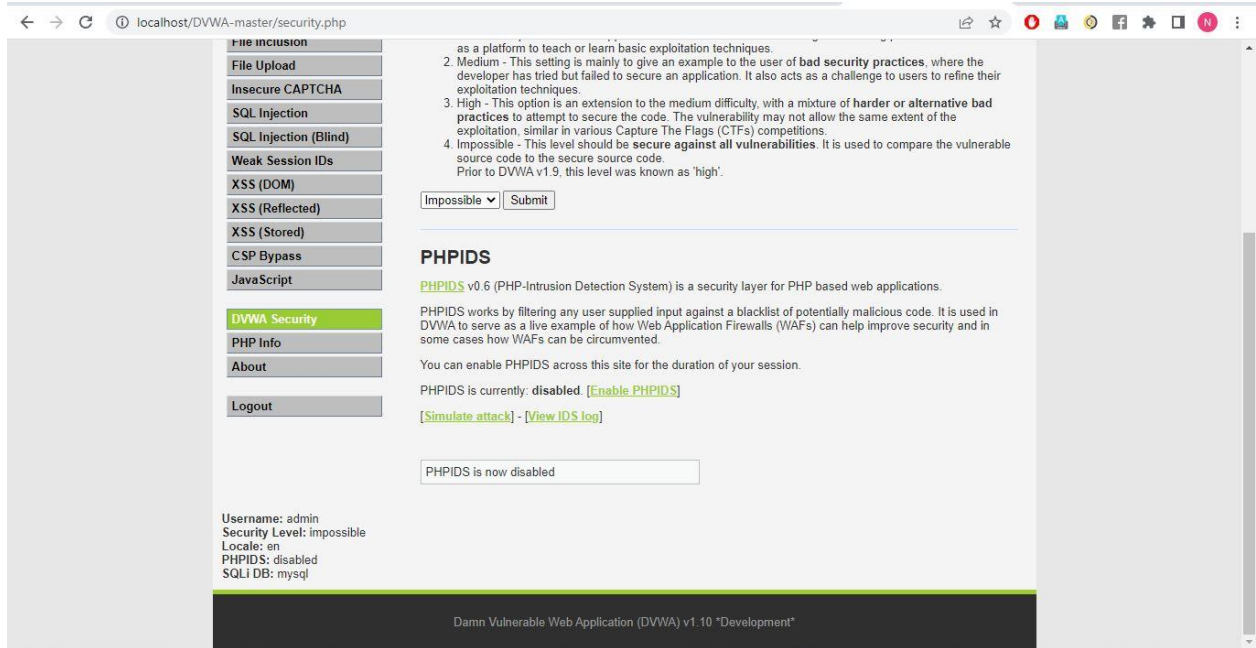 localhost/DVWA-master/security.php
N
File Inclusion
File Upload
Insecure CAPTCHA
SQL Injection
SQL Injection (Blind)
Weak Session IDs
XSS (DOM)
XSS (Reflected)
XSS (Stored)
CSP Bypass
JavaScript
DVWA Security
PHP Info
About
Logout
as a platform to teach or learn basic exploitation techniques.
2. Medium - This setting is mainly to give an example to the user of bad security practices, where the
developer has tried but failed to secure an application. It also acts as a challenge to users to refine their
exploitation techniques.
3. High - This option is an extension to the medium difficulty, with a mixture of harder or alternative bad
practices to attempt to secure the code. The vulnerability may not allow the same extent of the
exploitation, similar in various Capture The Flags (CTFs) competitions.
4. Impossible - This level should be secure against all vulnerabilities. It is used to compare the vulnerable
source code to the secure source code.
Prior to DVWA v1.9, this level was known as 'high'.
Impossible Submit
PHPIDS
PHPIDS v0.6 (PHP-Intrusion Detection System) is a security layer for PHP based web applications.
PHPIDS works by filtering any user supplied input against a blacklist of potentially malicious code. It is used in
DVWA to serve as a live example of how Web Application Firewalls (WAFs) can help improve security and in
some cases how WAFs can be circumvented.
You can enable PHPIDS across this site for the duration of your session.
PHPIDS is currently: disabled. [Enable PHPIDS]
[Simulate attack] - [View IDS log]
PHPIDS is now disabled
Username: admin
Security Level: impossible
Locale: en
PHPIDS: disabled
SQLi DB: mysql
Damn Vulnerable Web Application (DVWA) v1.10 *Development*